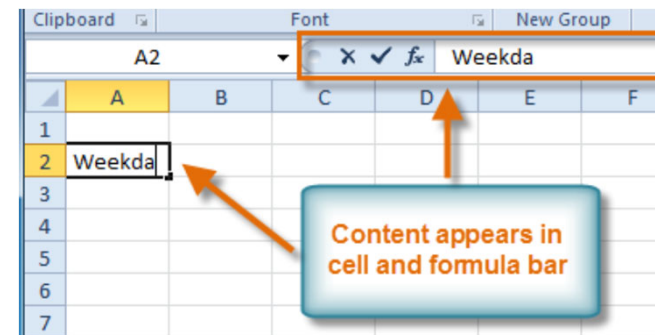 Clipboard Font New Group
A2 fx Weekda
A B C D E F
1
2 Weekda
3
4
5
6
7
Content appears in
cell and formula bar